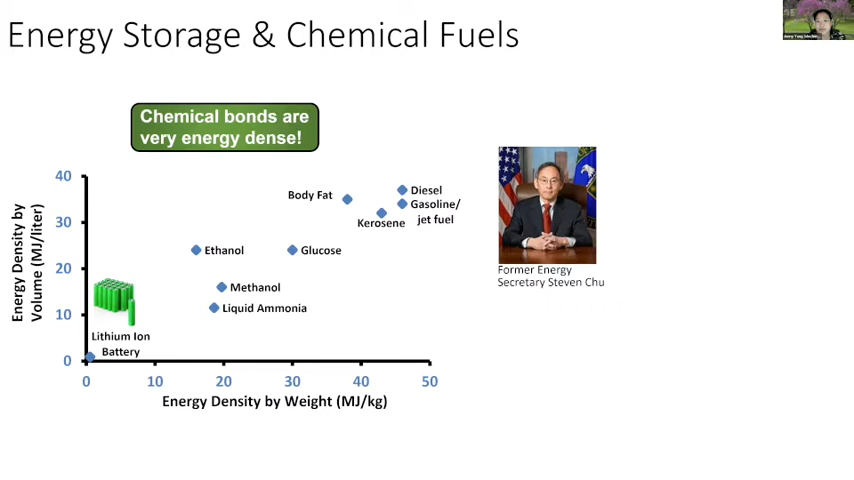 Energy Storage & Chemical Fuels
Chemical bonds are
very energy dense!
Energy Density by
Volume (MJ/liter)
40
30
20
10
0
Body Fat
Diesel
Gasoline/
jet fuel
Kerosene
Ethanol
Glucose
Methanol
Liquid Ammonia
Lithium Ion
Battery
0
10
20
30
40
50
Energy Density by Weight (MJ/kg)
Former Energy
Secretary Steven Chu